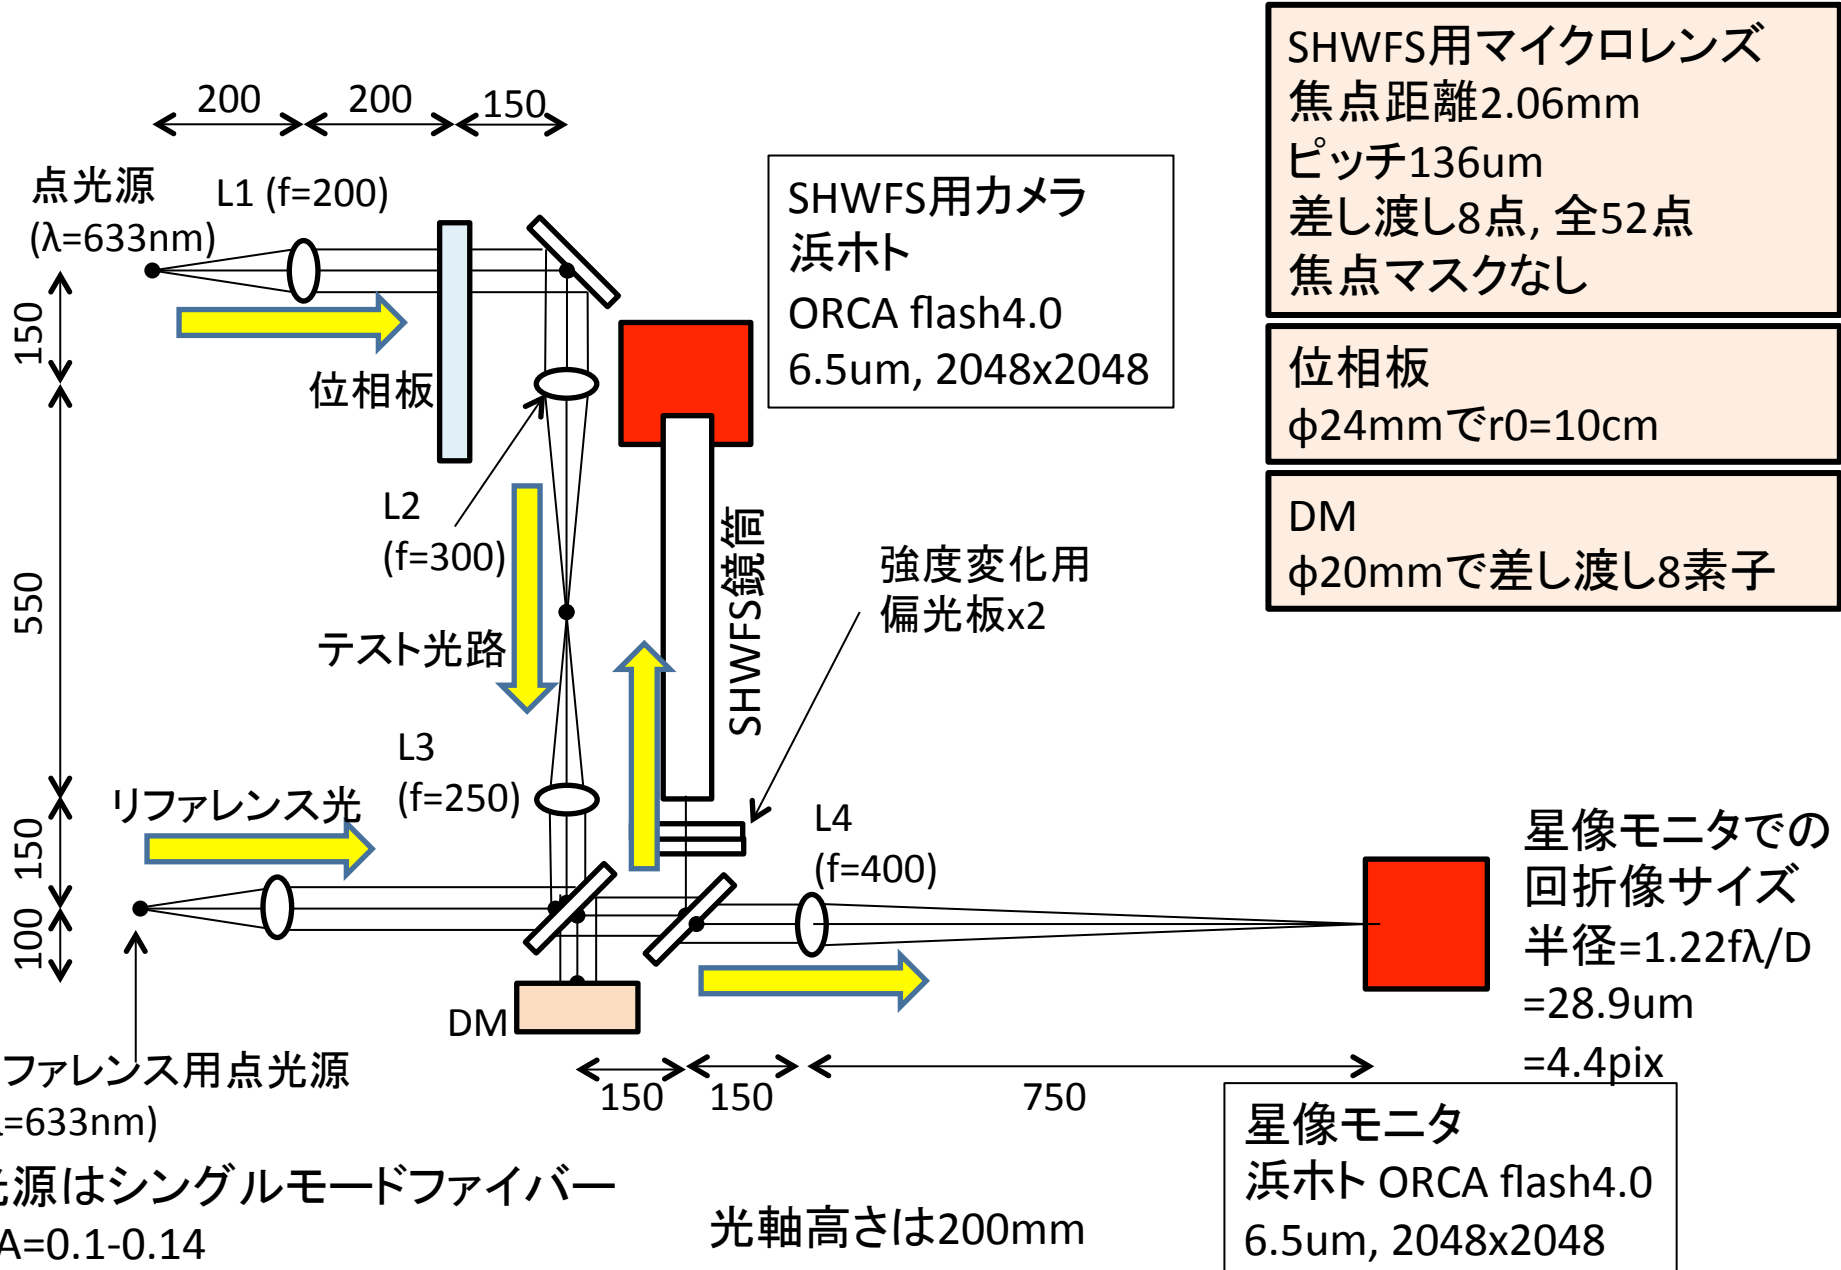 200
200
150
点光源
(λ=633nm)
L1 (f=200)
150
位相板
SHWFS用カメラ
浜ホト
ORCA flash4.0
6.5um, 2048x2048
SHWFS用マイクロレンズ
焦点距離2.06mm
ピッチ136um
差し渡し8点, 全52点
焦点マスクなし
位相板
φ24mmでr0=10cm
DM
φ20mmで差し渡し8素子
L2
(f=300)
550
テスト光路
SHWFS鏡筒
強度変化用
偏光板x2
L3
(f=250)
リファレンス光
150
100
L4
(f=400)
星像モニタでの
回折像サイズ
半径=1.22fλ/D
=28.9um
=4.4pix
DM
ファレンス用点光源
=633nm)
150
150
750
光源はシングルモードファイバー
A=0.1-0.14
光軸高さは200mm
星像モニタ
浜ホト ORCA flash4.0
6.5um, 2048x2048